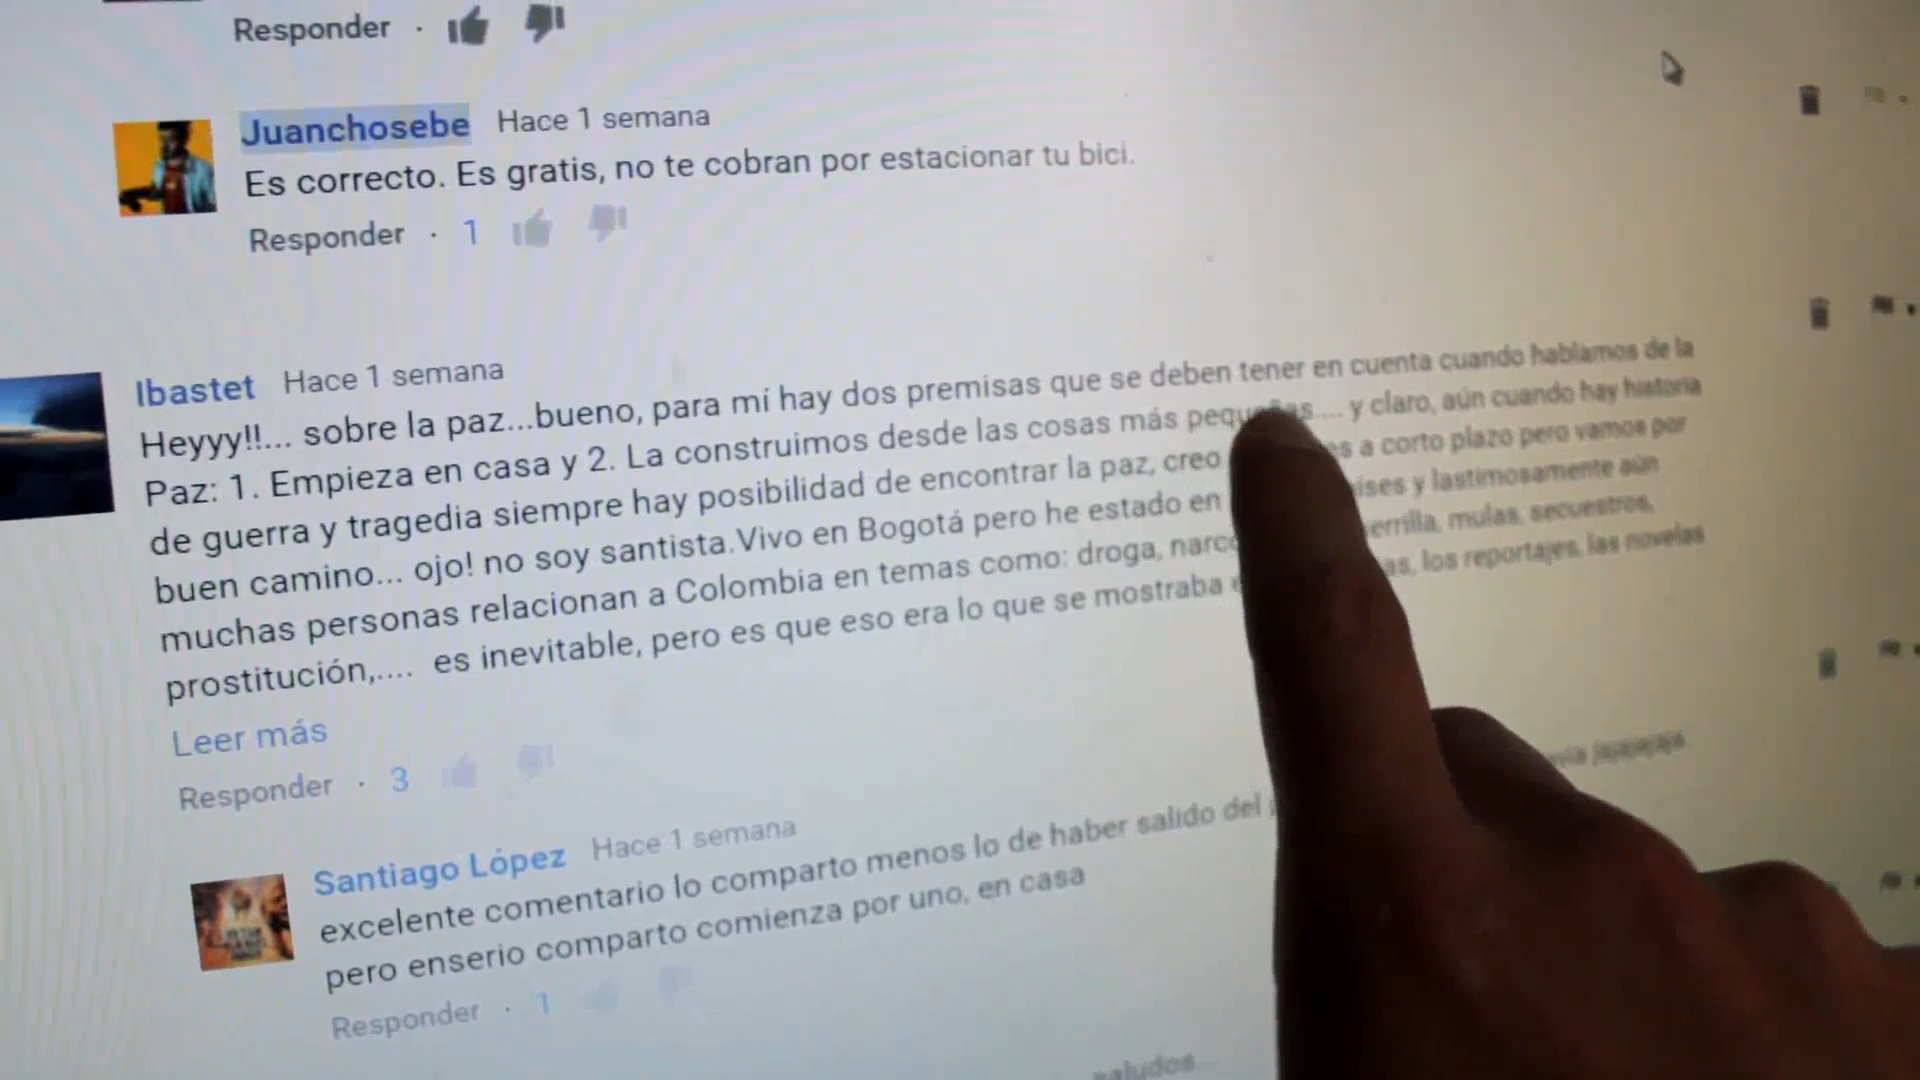 Responder ·
Juanchosebe Hace 1 semana
Es correcto. Es gratis, no te cobran por estacionar tu bici.
Responder · 1
Ibastet Hace 1 semana
Heyyy!!... sobre la paz...bueno, para mí hay dos premisas que se deben tener en cuenta cuando hablamos de la
Paz: 1. Empieza en casa y 2. La construimos desde las cosas más pequeñas.... y claro, aún cuando hay historia
de guerra y tragedia siempre hay posibilidad de encontrar la paz, creo a corto plazo pero vamos por
buen camino... ojo! no soy santista.Vivo en Bogotá pero he estado en y lastimosamente aún
muchas personas relacionan a Colombia en temas como: droga, mulas, secuestros,
prostitución,.... es inevitable, pero es que eso era lo que se mostraba los reportajes, las novelas
Leer más
Responder · 3
Santiago López Hace 1 semana
excelente comentario lo comparto menos lo de haber salido del jajajajaja
pero enserio comparto comienza por uno, en casa
Responder · 1
saludos...